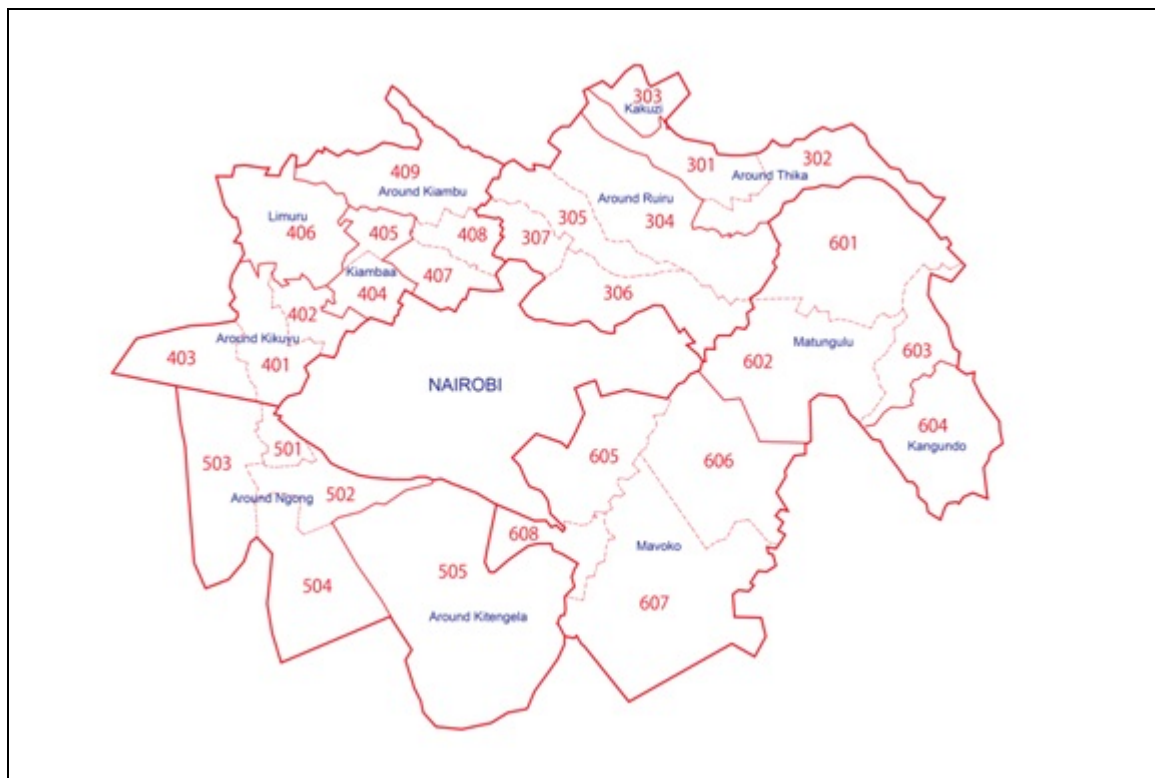 303
Kakuzi
301
302
Around Thika
409
Around Kiambu
Around Ruiru
305
304
Limuru
406
405
408
307
601
Kiambaa
404
407
306
402
Around Kikuyu
403
401
Matungulu
602
603
NAIROBI
604
Kangundo
501
503
605
606
502
Around Ngong
608
Mavoko
505
504
607
Around Kitengela